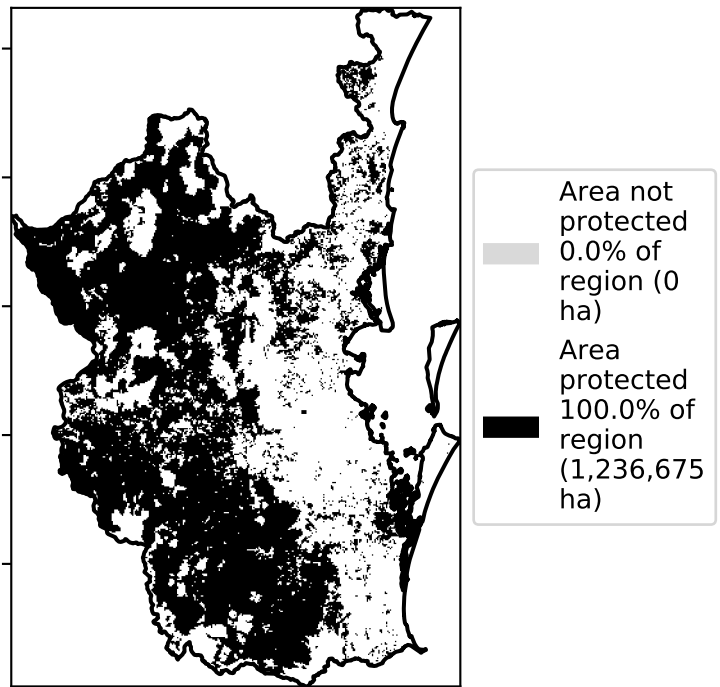 Area not
protected
0.0% of
region (0
ha)
Area
protected
100.0% of
region
(1,236,675
ha)